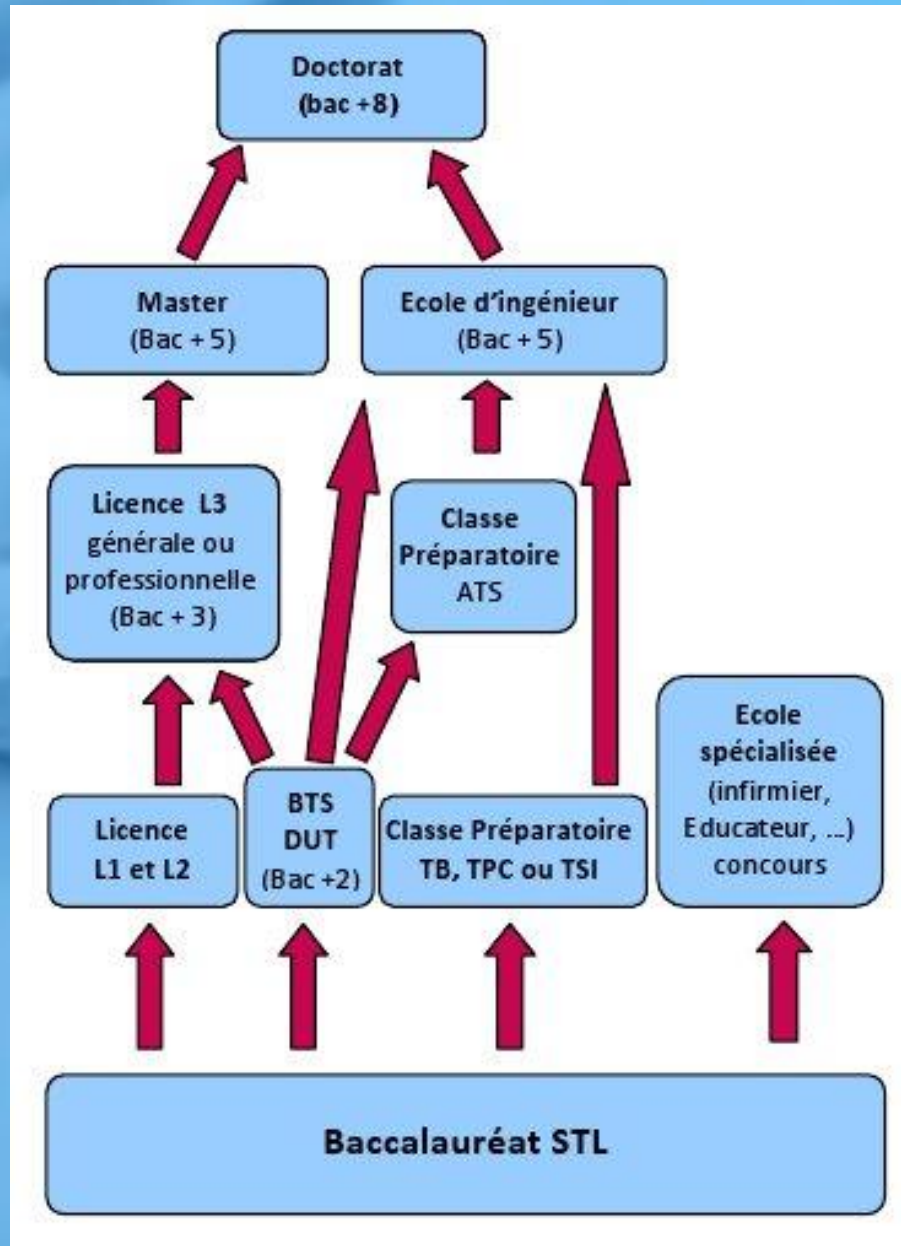 Doctorat
(bac +8)
Master
(Bac + 5)
Ecole d'ingénieur
(Bac + 5)
Licence L3
générale ou
professionnelle
(Bac + 3)
Classe
Préparatoire
ATS
Ecole
spécialisée
(infirmier,
Educateur, ...)
concours
Licence
L1 et L2
BTS
DUT
(Bac +2)
Classe Préparatoire
TB, TPC ou TSI
Baccalauréat STL